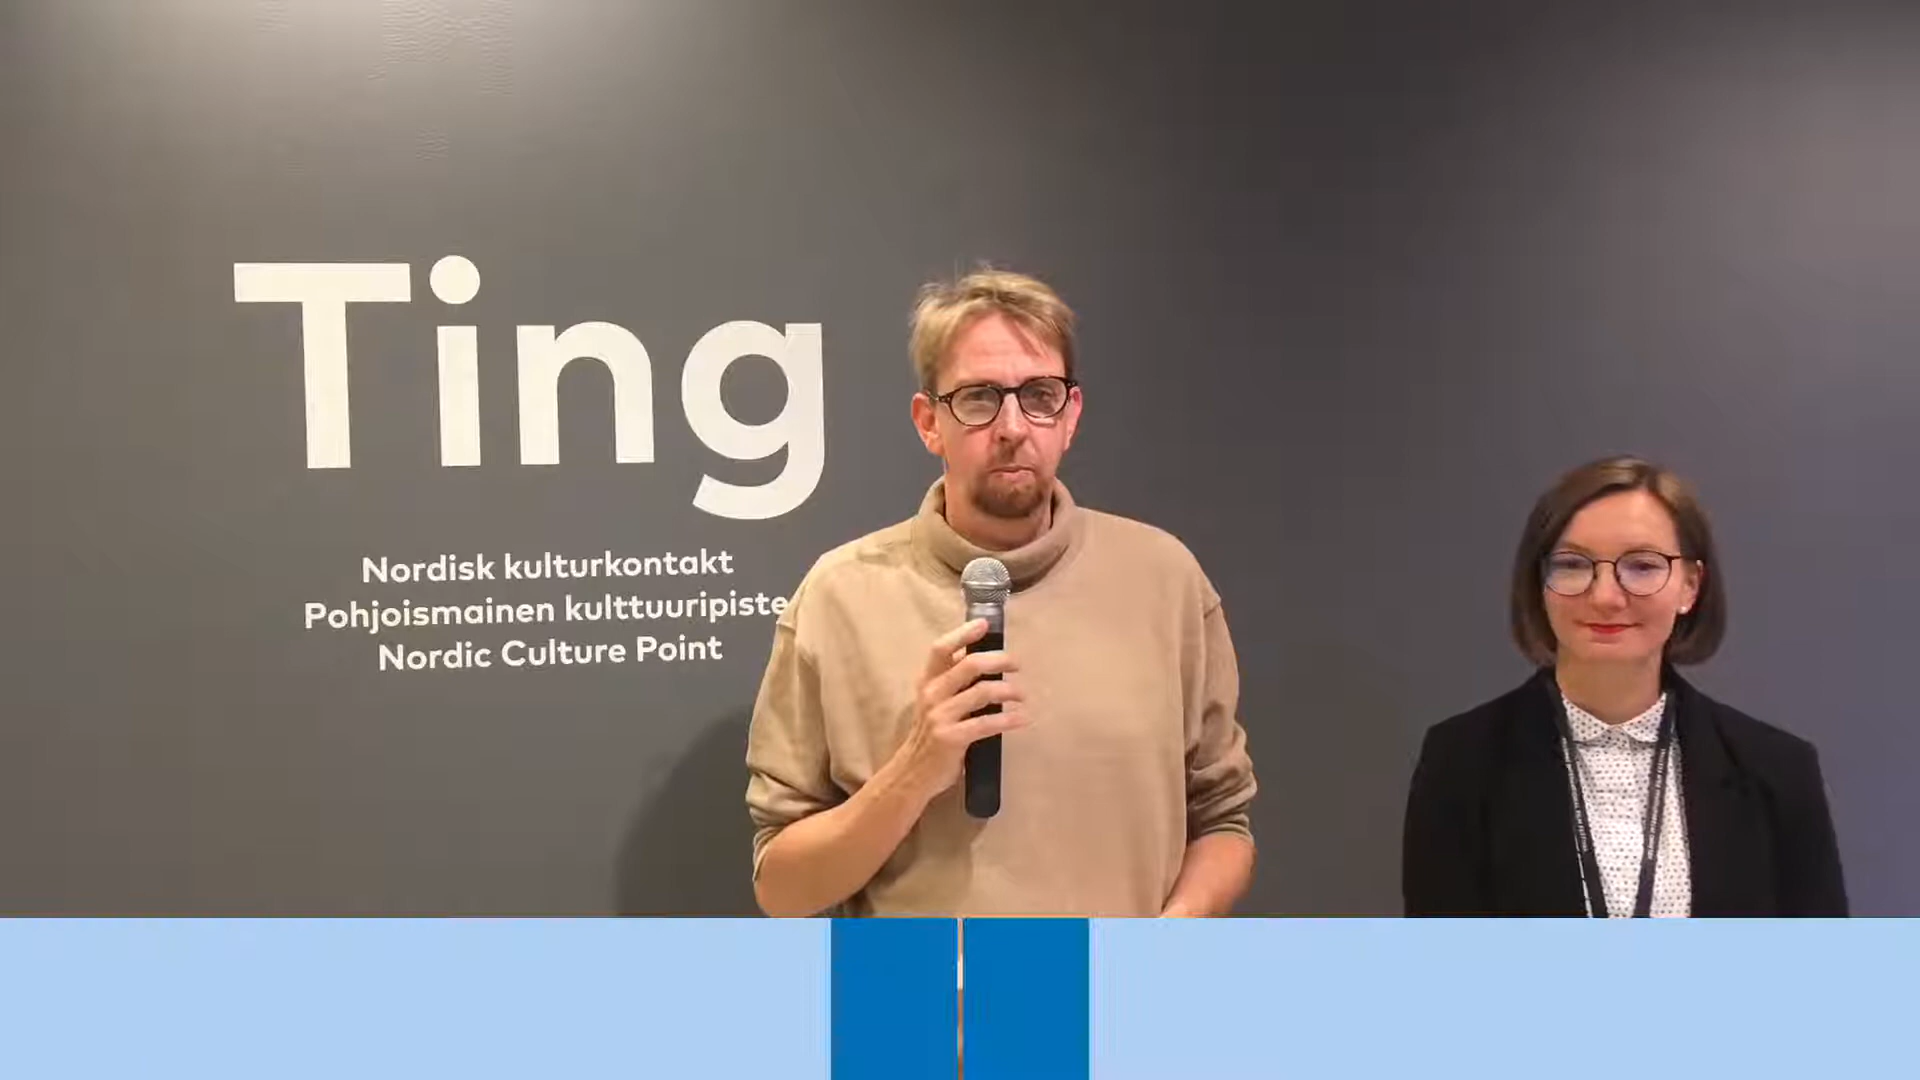 Ting
Nordisk kulturkontakt
Pohjoismainen kulttuuripiste
Nordic Culture Point